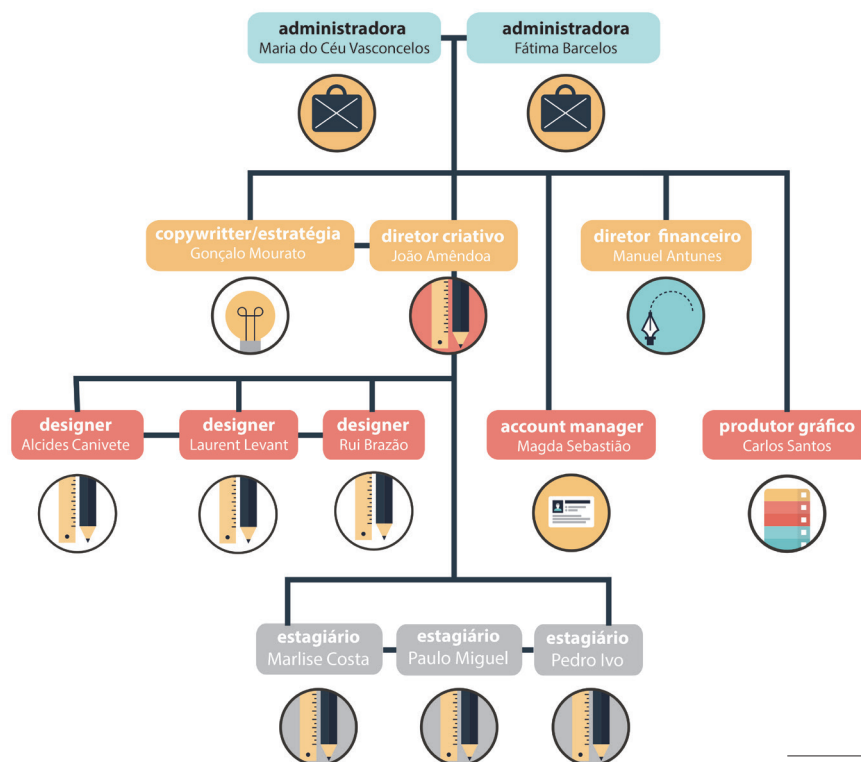 administradora
Maria do Céu Vasconcelos
administradora
Fátima Barcelos
copywritter/estratégia
Gonçalo Mourato
diretor criativo
João Amêndoa
diretor financeiro
Manuel Antunes
designer
Alcides Canivete
designer
Laurent Levant
designer
Rui Brazão
account manager
Magda Sebastião
produtor gráfico
Carlos Santos
estagiário
Marlise Costa
estagiário
Paulo Miguel
estagiário
Pedro Ivo